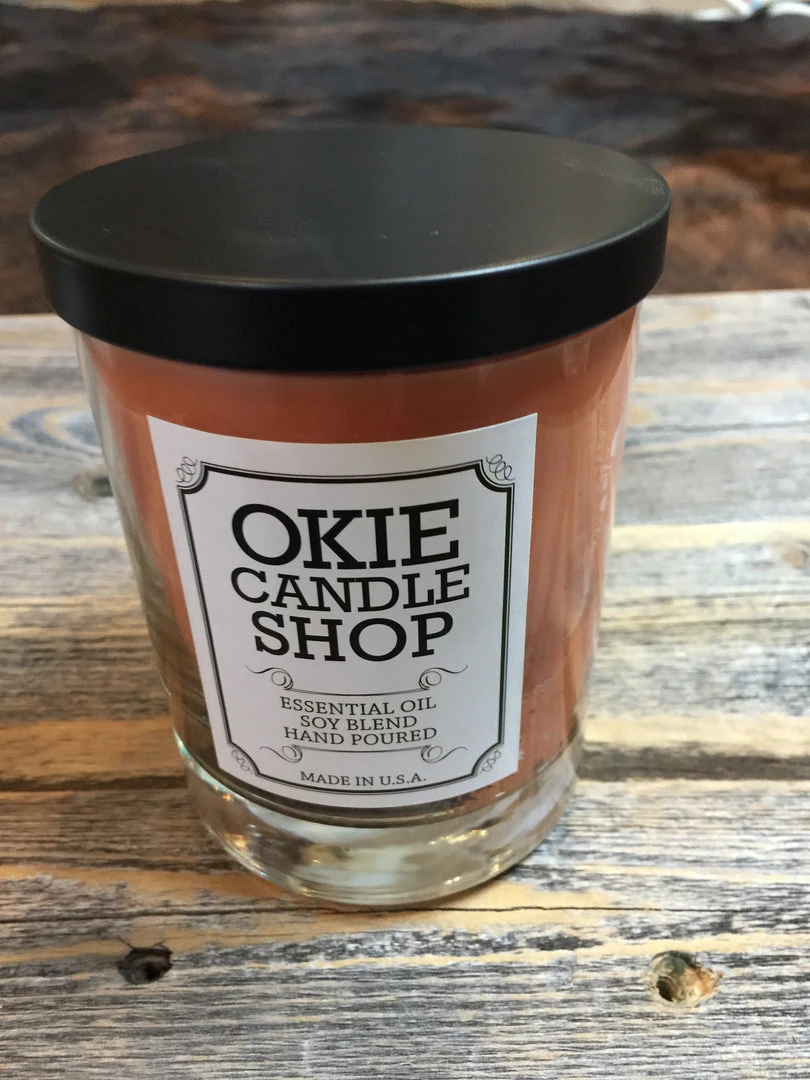 OKIE
CANDLE
SHOP
ESSENTIAL OIL
SOY BLEND
HAND POURED
MADE IN U.S.A.